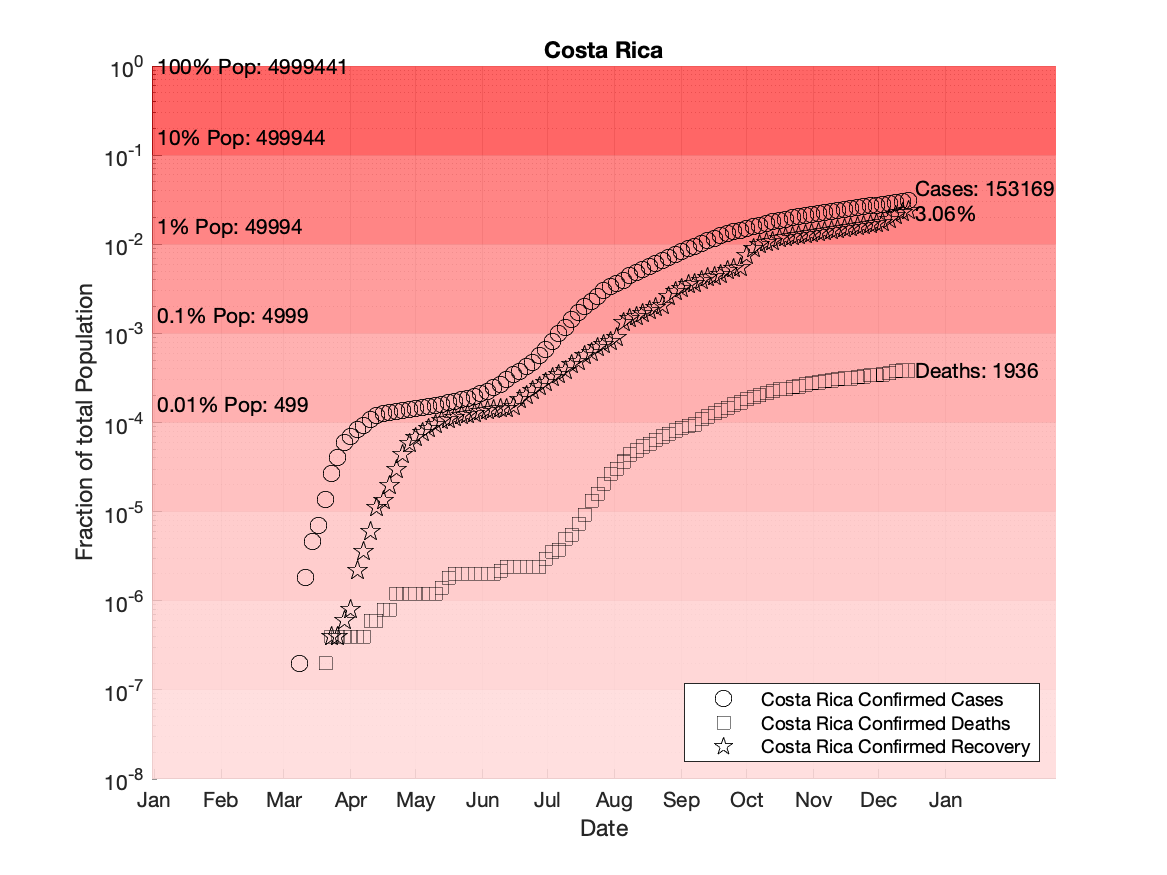 Costa Rica
10^0
100% Pop: 4999441
10% Pop: 499944
10^-1
Cases: 153169
3.06%
1% Pop: 49994
10^-2
0.1% Pop: 4999
10^-3
Deaths: 1936
0.01% Pop: 499
10^-4
10^-5
10^-6
10^-7
10^-8
Fraction of total Population
Costa Rica Confirmed Cases
Costa Rica Confirmed Deaths
Costa Rica Confirmed Recovery
Jan Feb Mar Apr May Jun Jul Aug Sep Oct Nov Dec Jan
Date